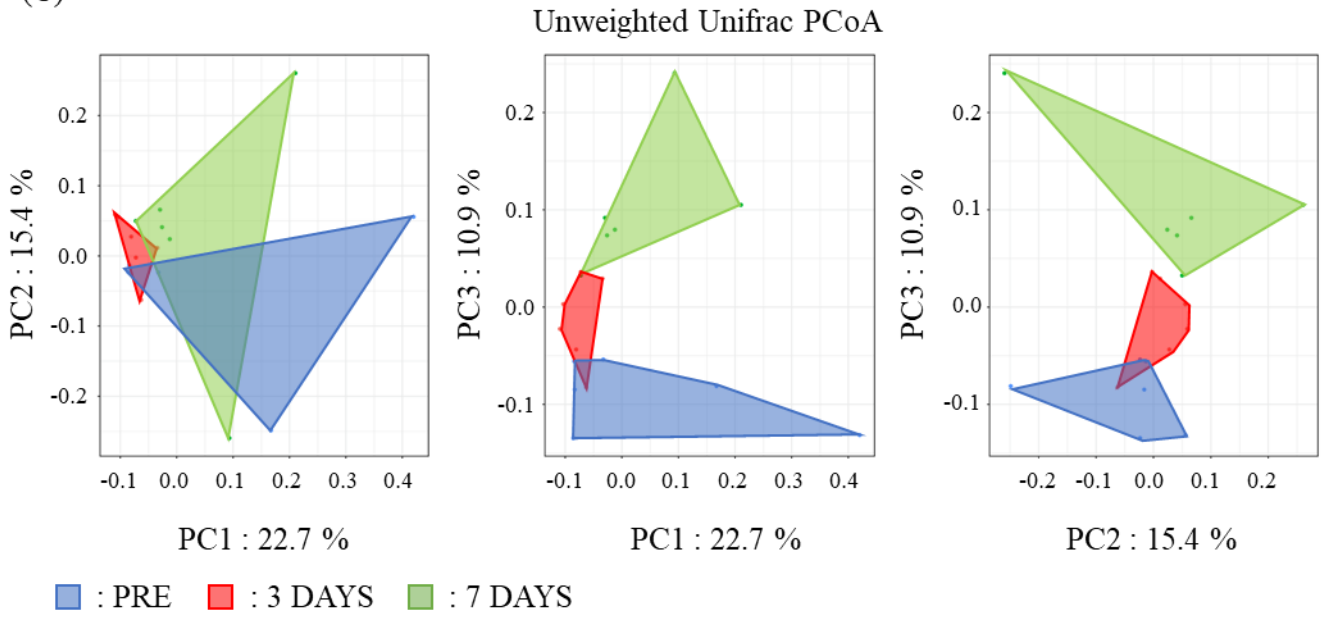 Unweighted Unifrac PCoA
PC2 : 15.4 %
0.2
0.1
0.0
-0.1
-0.2
-0.1 0.0 0.1 0.2 0.3 0.4
PC1 : 22.7 %
PC3 : 10.9 %
0.2
0.1
0.0
-0.1
-0.1 0.0 0.1 0.2 0.3 0.4
PC1 : 22.7 %
PC3 : 10.9 %
0.2
0.1
0.0
-0.1
-0.2 -0.1 0.0 0.1 0.2
PC2 : 15.4 %
: PRE : 3 DAYS : 7 DAYS